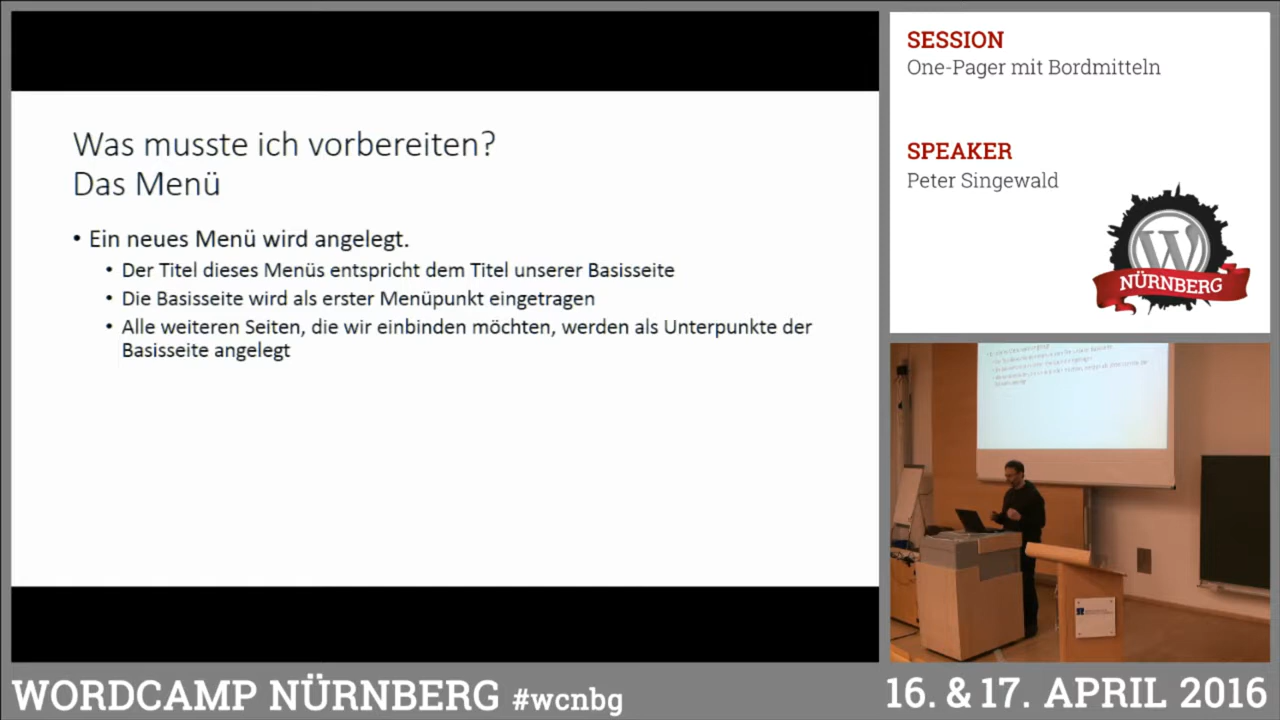 Was musste ich vorbereiten?
Das Menü
• Ein neues Menü wird angelegt.
• Der Titel dieses Menüs entspricht dem Titel unserer Basisseite
• Die Basisseite wird als erster Menüpunkt eingetragen
• Alle weiteren Seiten, die wir einbinden möchten, werden als Unterpunkte der
Basisseite angelegt
SESSION
One-Pager mit Bordmitteln
SPEAKER
Peter Singewald
W
NÜRNBERG
WORDCAMP NÜRNBERG #wcnbg
16. & 17. APRIL 2016